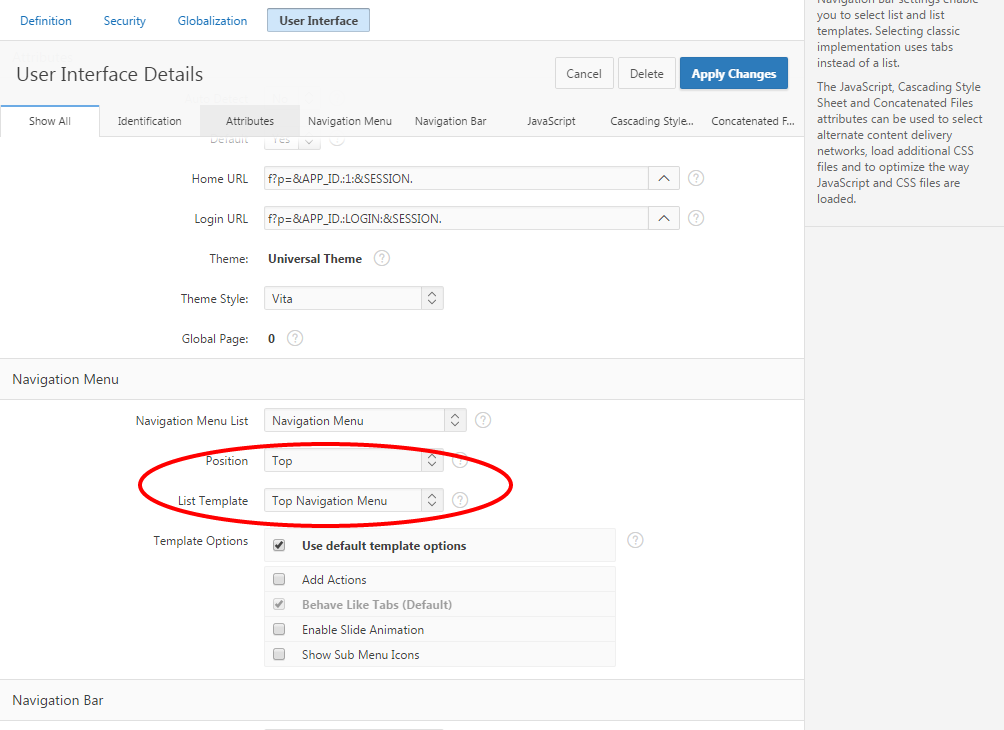 Definition
Security
Globalization
User Interface
User Interface Details
Cancel
Delete
Apply Changes
Show All
Identification
Attributes
Navigation Menu
Navigation Bar
JavaScript
Cascading Style...
Concatenated F...
Default
Yes
Home URL
f?p=&APP_ID.:1:&SESSION.
Login URL
f?p=&APP_ID.:LOGIN:&SESSION.
Theme:
Universal Theme
Theme Style:
Vita
Global Page:
0
Navigation Menu
Navigation Menu List
Navigation Menu
Position
Top
List Template
Top Navigation Menu
Template Options
Use default template options
Add Actions
Behave Like Tabs (Default)
Enable Slide Animation
Show Sub Menu Icons
Navigation Bar
Navigation Bar settings enable
you to select list and list
templates. Selecting classic
implementation uses tabs
instead of a list.
The JavaScript, Cascading Style
Sheet and Concatenated Files
attributes can be used to select
alternate content delivery
networks, load additional CSS
files and to optimize the way
JavaScript and CSS files are
loaded.